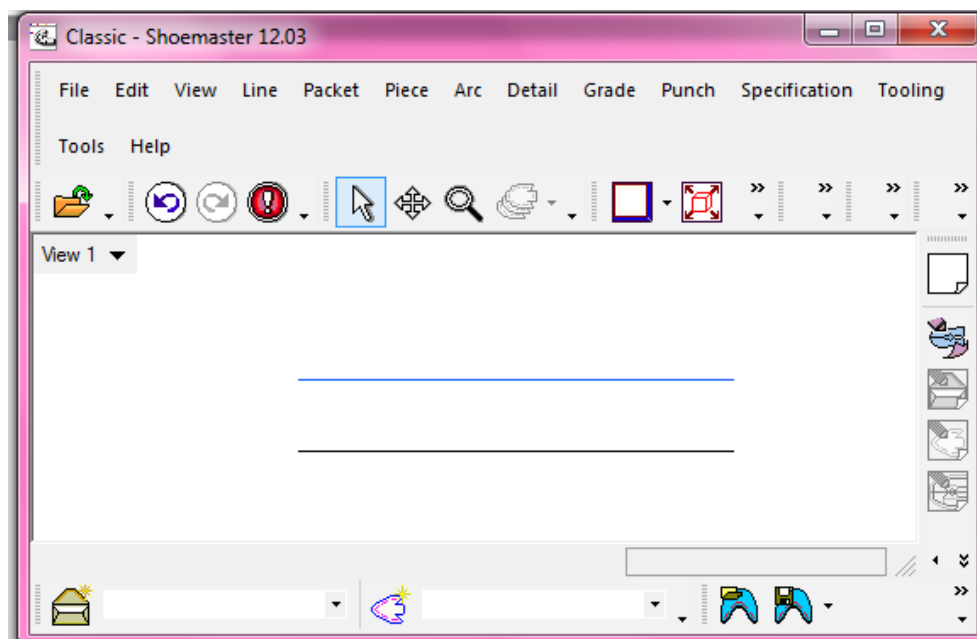 Classic - Shoemaster 12.03
File Edit View Line Packet Piece Arc Detail Grade Punch Specification Tooling
Tools Help
View 1